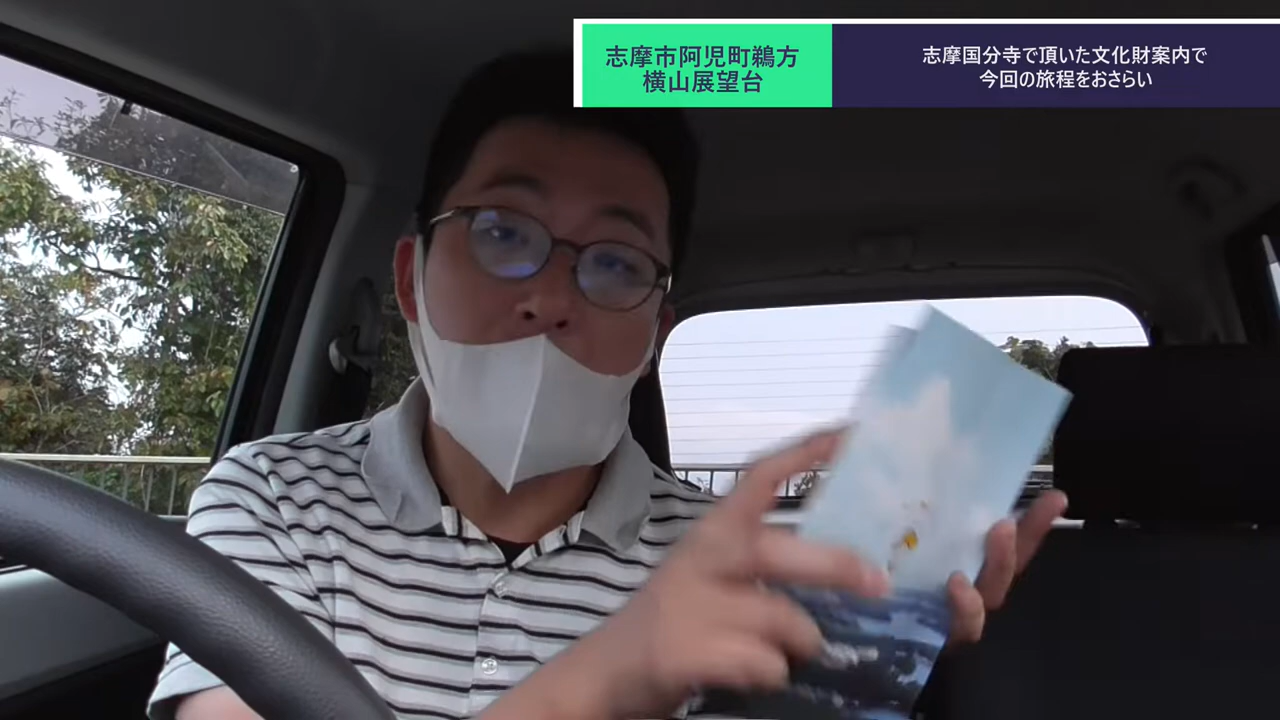 志摩市阿児町鵜方
横山展望台
志摩国分寺で頂いた文化財案内で
今回の旅程をおさらい